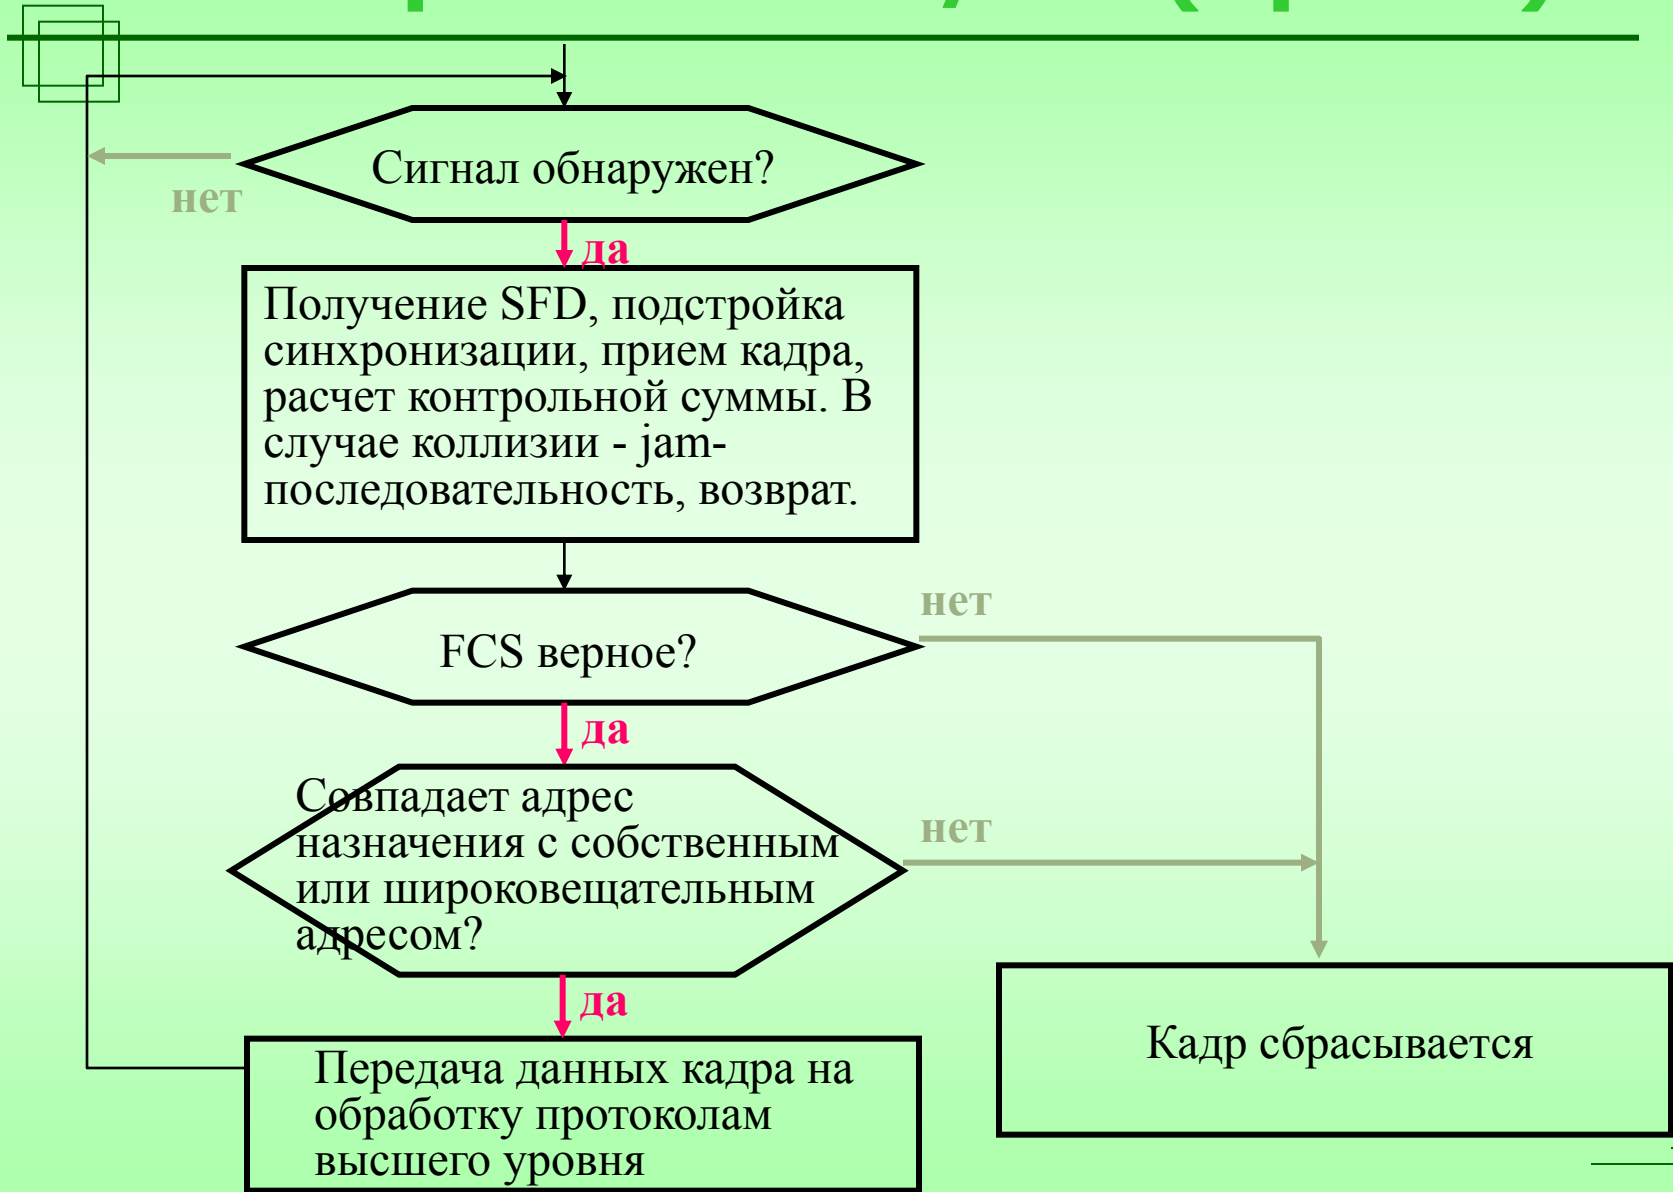 Сигнал обнаружен?
нет
да
Получение SFD, подстройка
синхронизации, прием кадра,
расчет контрольной суммы. В
случае коллизии - jam-
последовательность, возврат.
FCS верное?
нет
да
Совпадает адрес
назначения с собственным
или широковещательным
адресом?
нет
да
Передача данных кадра на
обработку протоколам
высшего уровня
Кадр сбрасывается